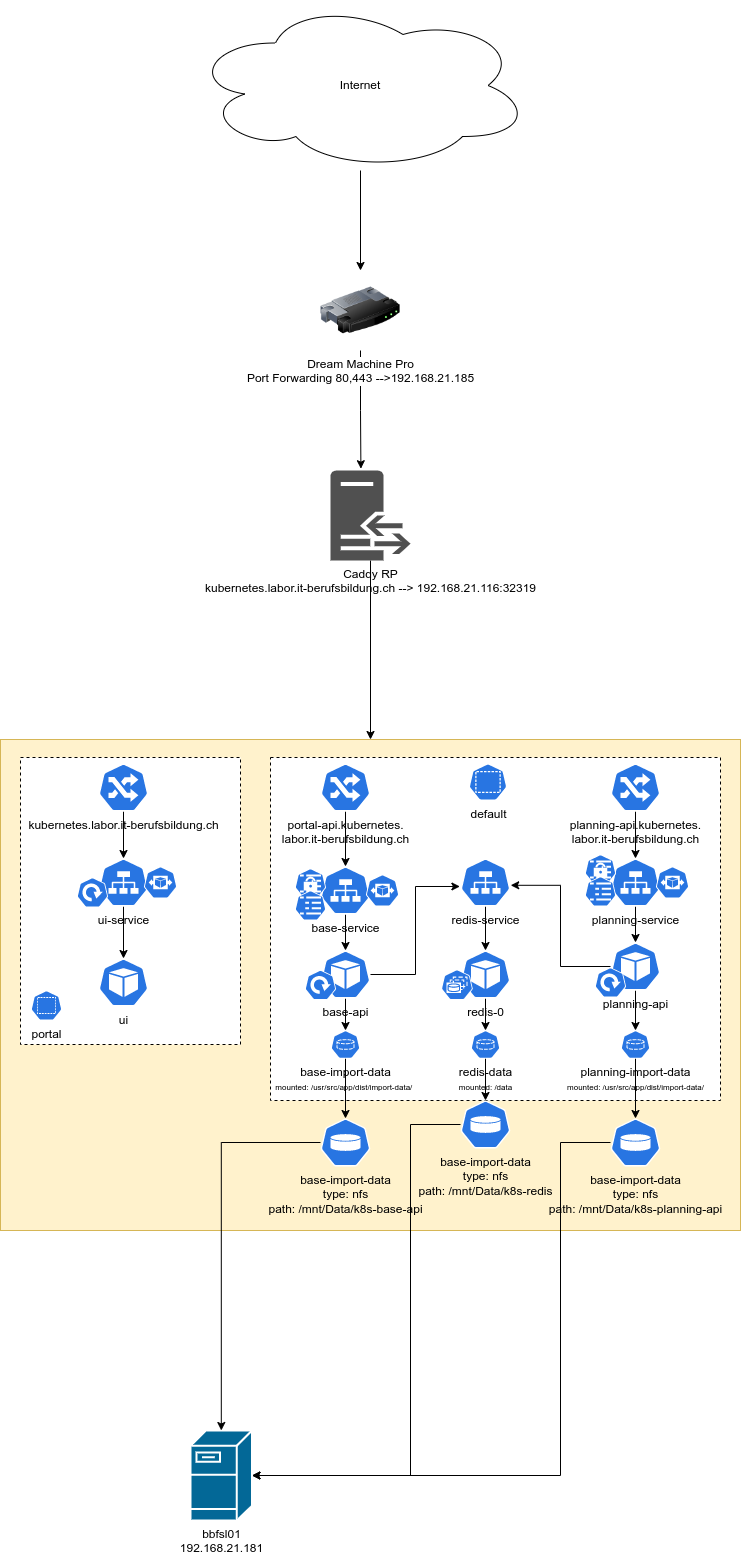 Internet
Dream Machine Pro
Port Forwarding 80,443 -->192.168.21.185
Caddy RP
kubernetes.labor.it-berufsbildung.ch --> 192.168.21.116:32319
kubernetes.labor.it-berufsbildung.ch
ui-service
ui
portal
portal-api.kubernetes.
labor.it-berufsbildung.ch
default
planning-api.kubernetes.
labor.it-berufsbildung.ch
base-service
redis-service
planning-service
base-api
redis-0
planning-api
base-import-data
mounted: /usr/src/app/dist/import-data/
redis-data
mounted: /data
planning-import-data
mounted: /usr/src/app/dist/import-data/
base-import-data
type: nfs
path: /mnt/Data/k8s-base-api
base-import-data
type: nfs
path: /mnt/Data/k8s-redis
base-import-data
type: nfs
path: /mnt/Data/k8s-planning-api
bbfsl01
192.168.21.181